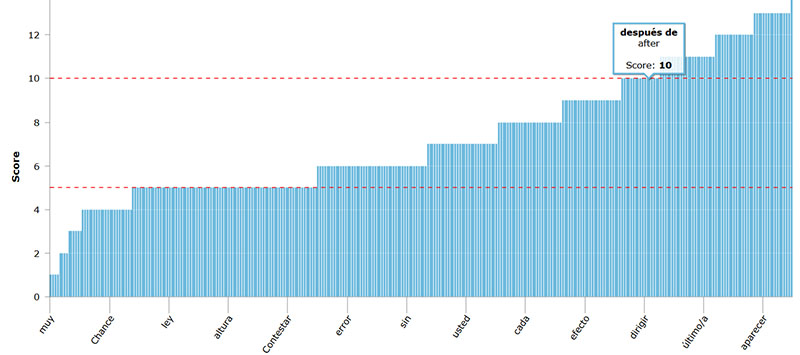 12
10
8
6
4
2
0
Score
después de
after
Score: 10
muy
Chance
ley
altura
Contestar
error
sin
usted
cada
efecto
dirigir
último/a
aparecer